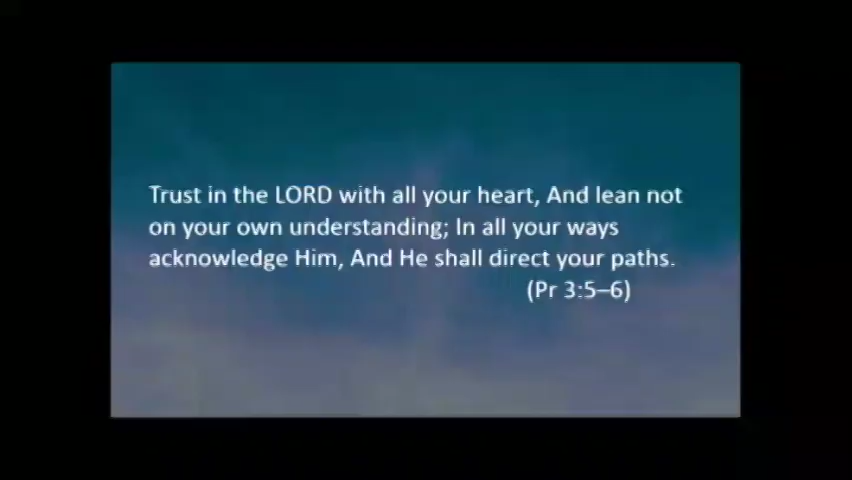 Trust in the LORD with all your heart, And lean not
on your own understanding; In all your ways
acknowledge Him, And He shall direct your paths.
(Pr 3:5–6)